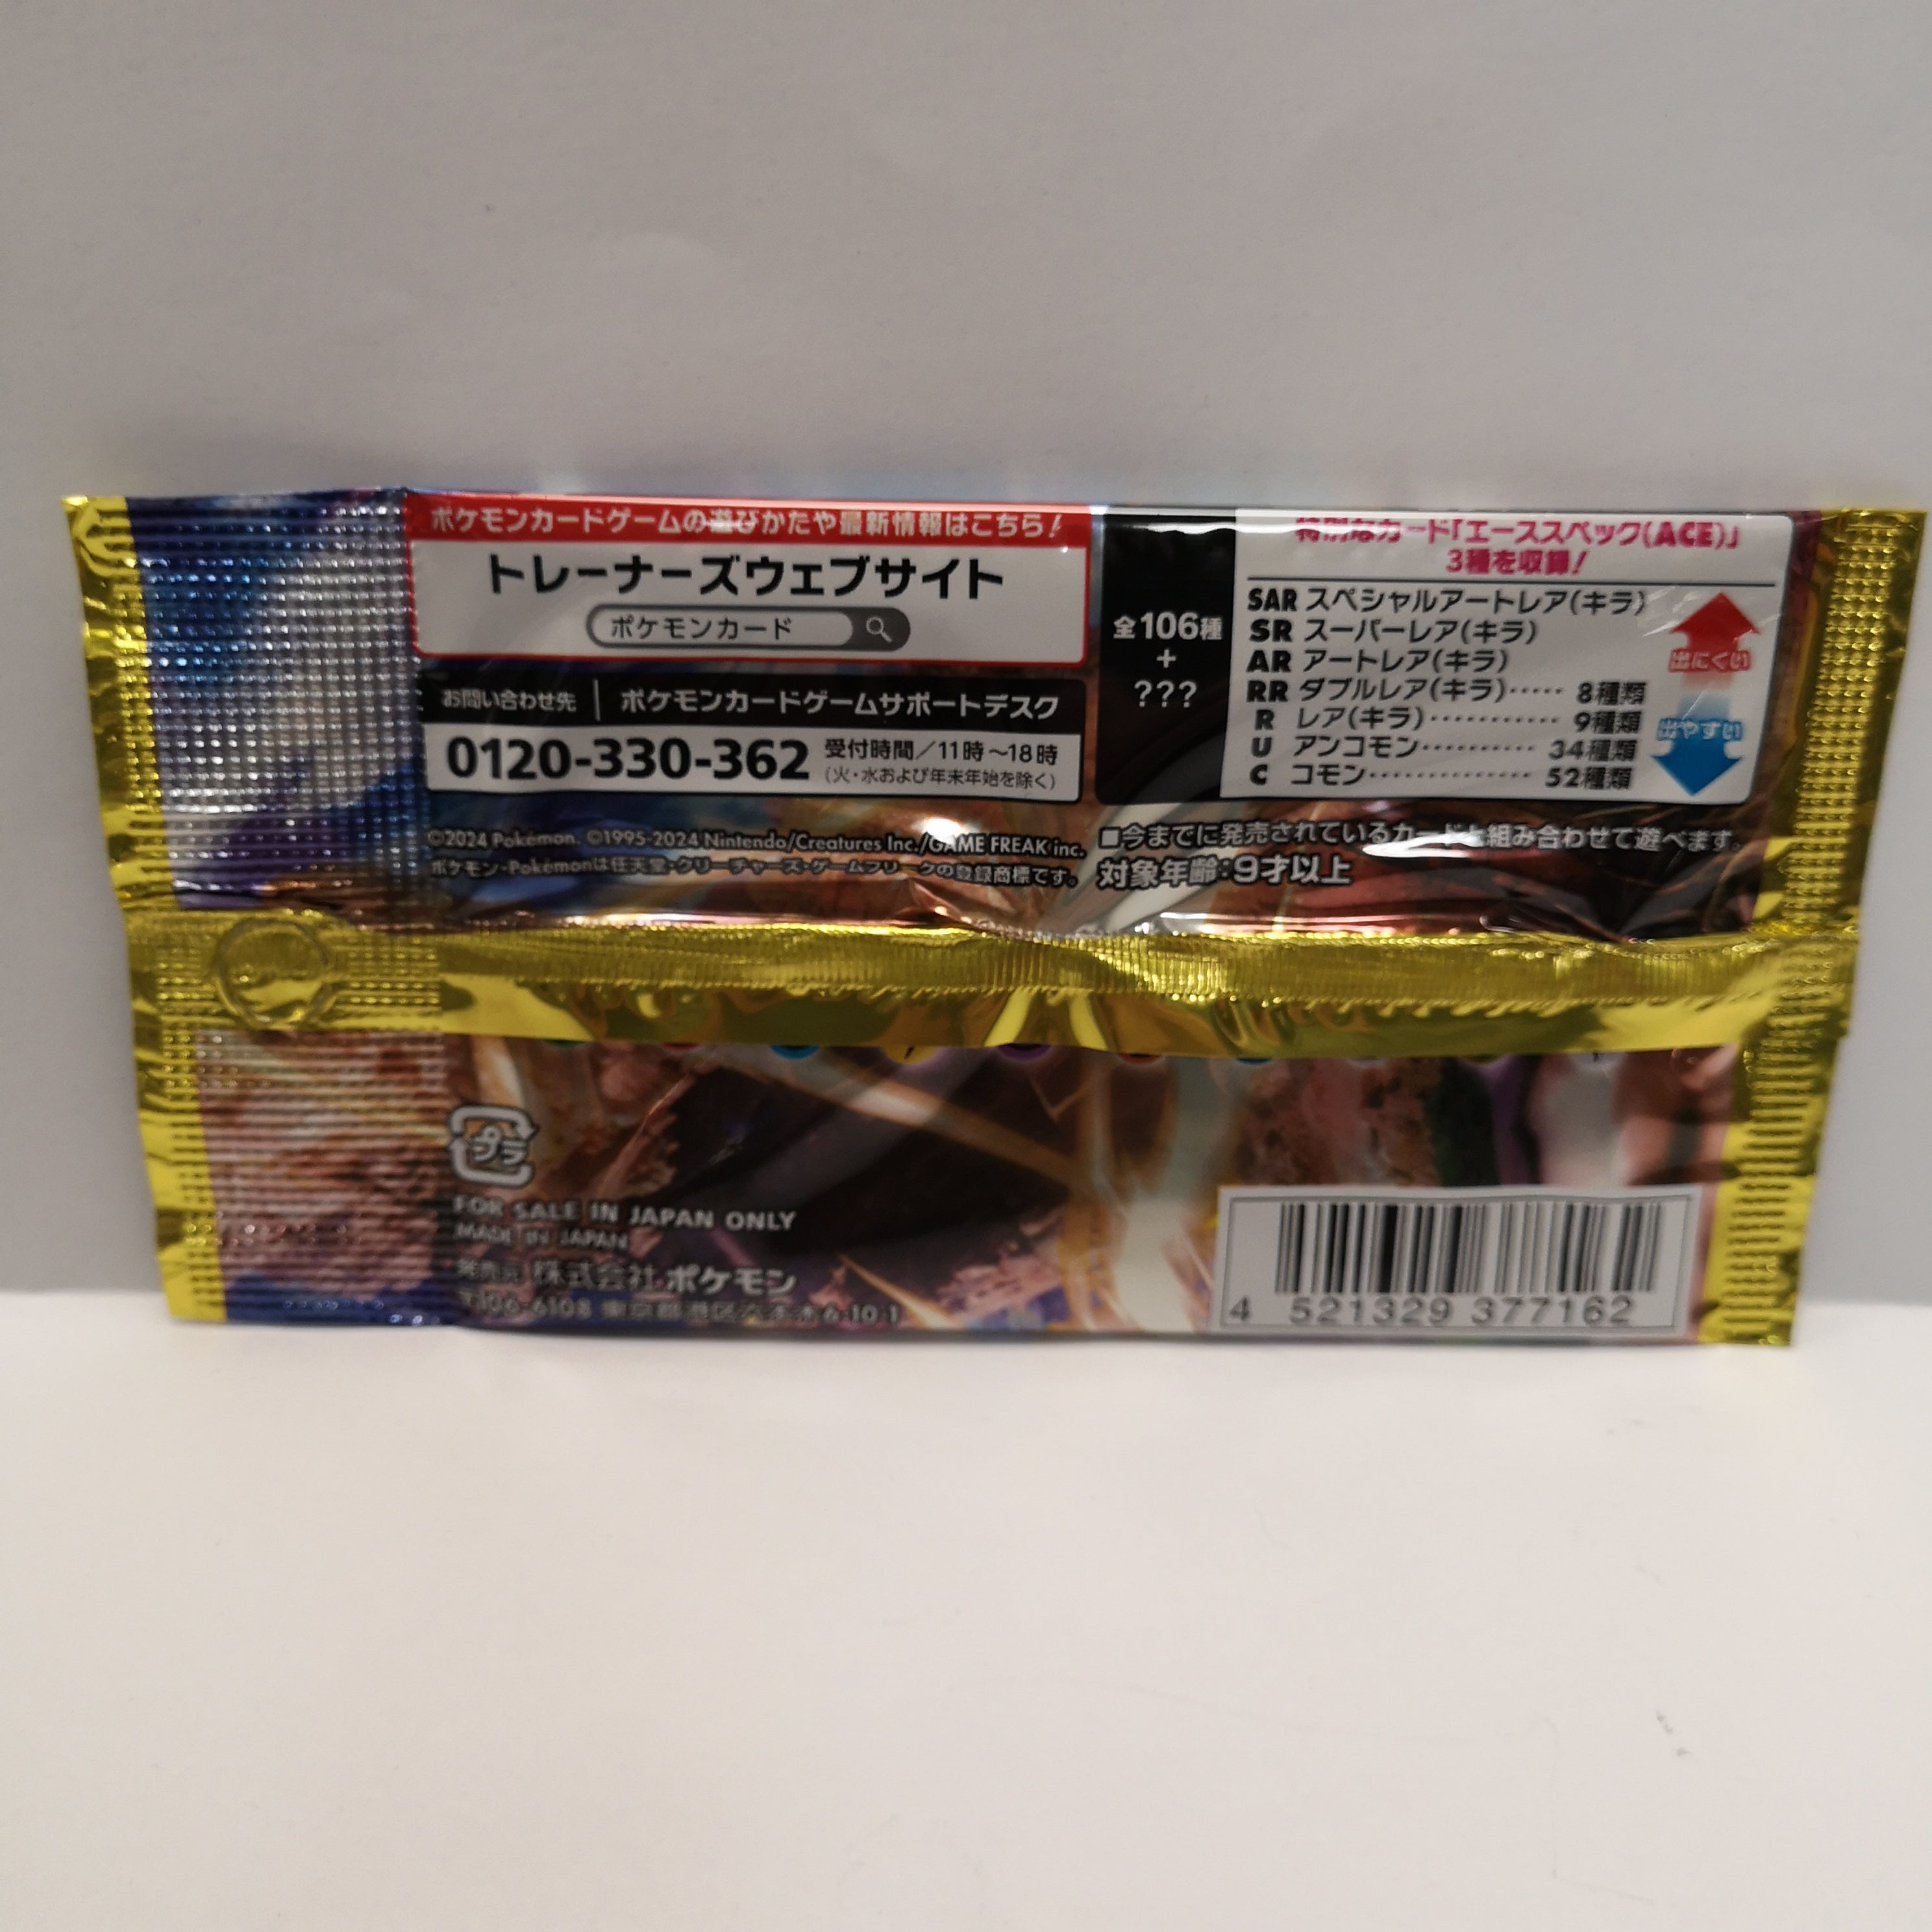 ポケモンカードゲームの遊びかたや最新情報はこちら!
トレーナーズウェブサイト
ポケモンカード
お問い合わせ先 ポケモンカードゲームサポートデスク
0120-330-362 受付時間/11時~18時
(火・水および年末年始を除く)
©2024 Pokémon. ©1995-2024 Nintendo/Creatures Inc./GAME FREAK inc.
ポケモン・Pokémonは任天堂・クリーチャーズ・ゲームフリークの登録商標です。
全106種
+
???
特別なカード「エーススペック(ACE)」
3種を収録!
SAR スペシャルアートレア(キラ)
SR スーパーレア(キラ)
AR アートレア(キラ)
RR ダブルレア(キラ)····· 8種類
R レア(キラ)··········· 9種類
U アンコモン·········· 34種類
C コモン·············· 52種類
出にくい
出やすい
■今までに発売されているカードと組み合わせて遊べます。
対象年齢:9才以上
プラ
FOR SALE IN JAPAN ONLY
MADE IN JAPAN
発売元 株式会社ポケモン
〒106-6108 東京都港区六本木6-10-1
4 521329 377162